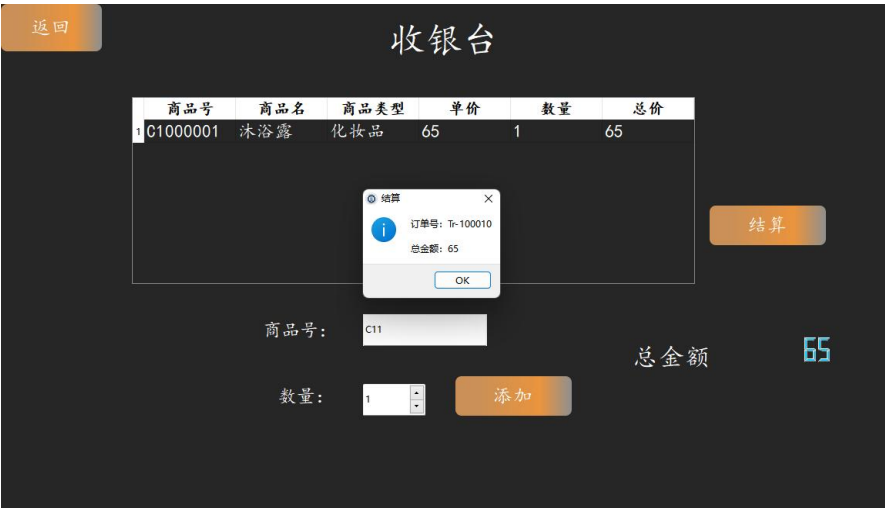 返回
收银台
商品号 商品名 商品类型 单价 数量 总价
1 C1000001 沐浴露 化妆品 65 1 65
结算
订单号：Tr-100010
总金额：65
OK
结算
商品号：
C11
总金额 65
数量：
1
添加